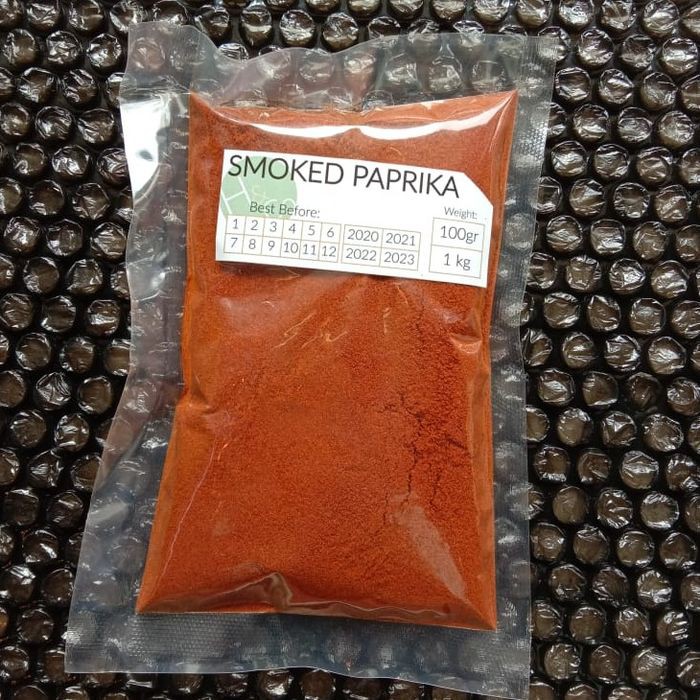 SMOKED PAPRIKA
Best Before:
Weight:
1 2 3 4 5 6 2020 2021
100gr
7 8 9 10 11 12 2022 2023
1 kg